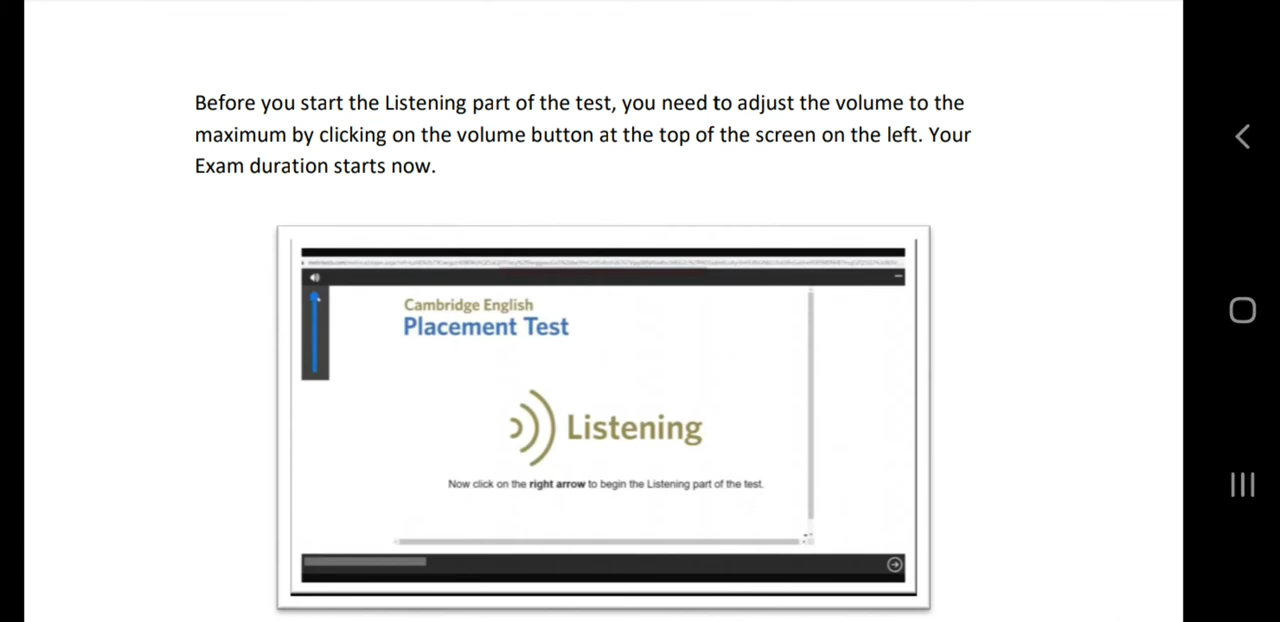 Before you start the Listening part of the test, you need to adjust the volume to the
maximum by clicking on the volume button at the top of the screen on the left. Your
Exam duration starts now.
Cambridge English
Placement Test
Listening
Now click on the right arrow to begin the Listening part of the test.